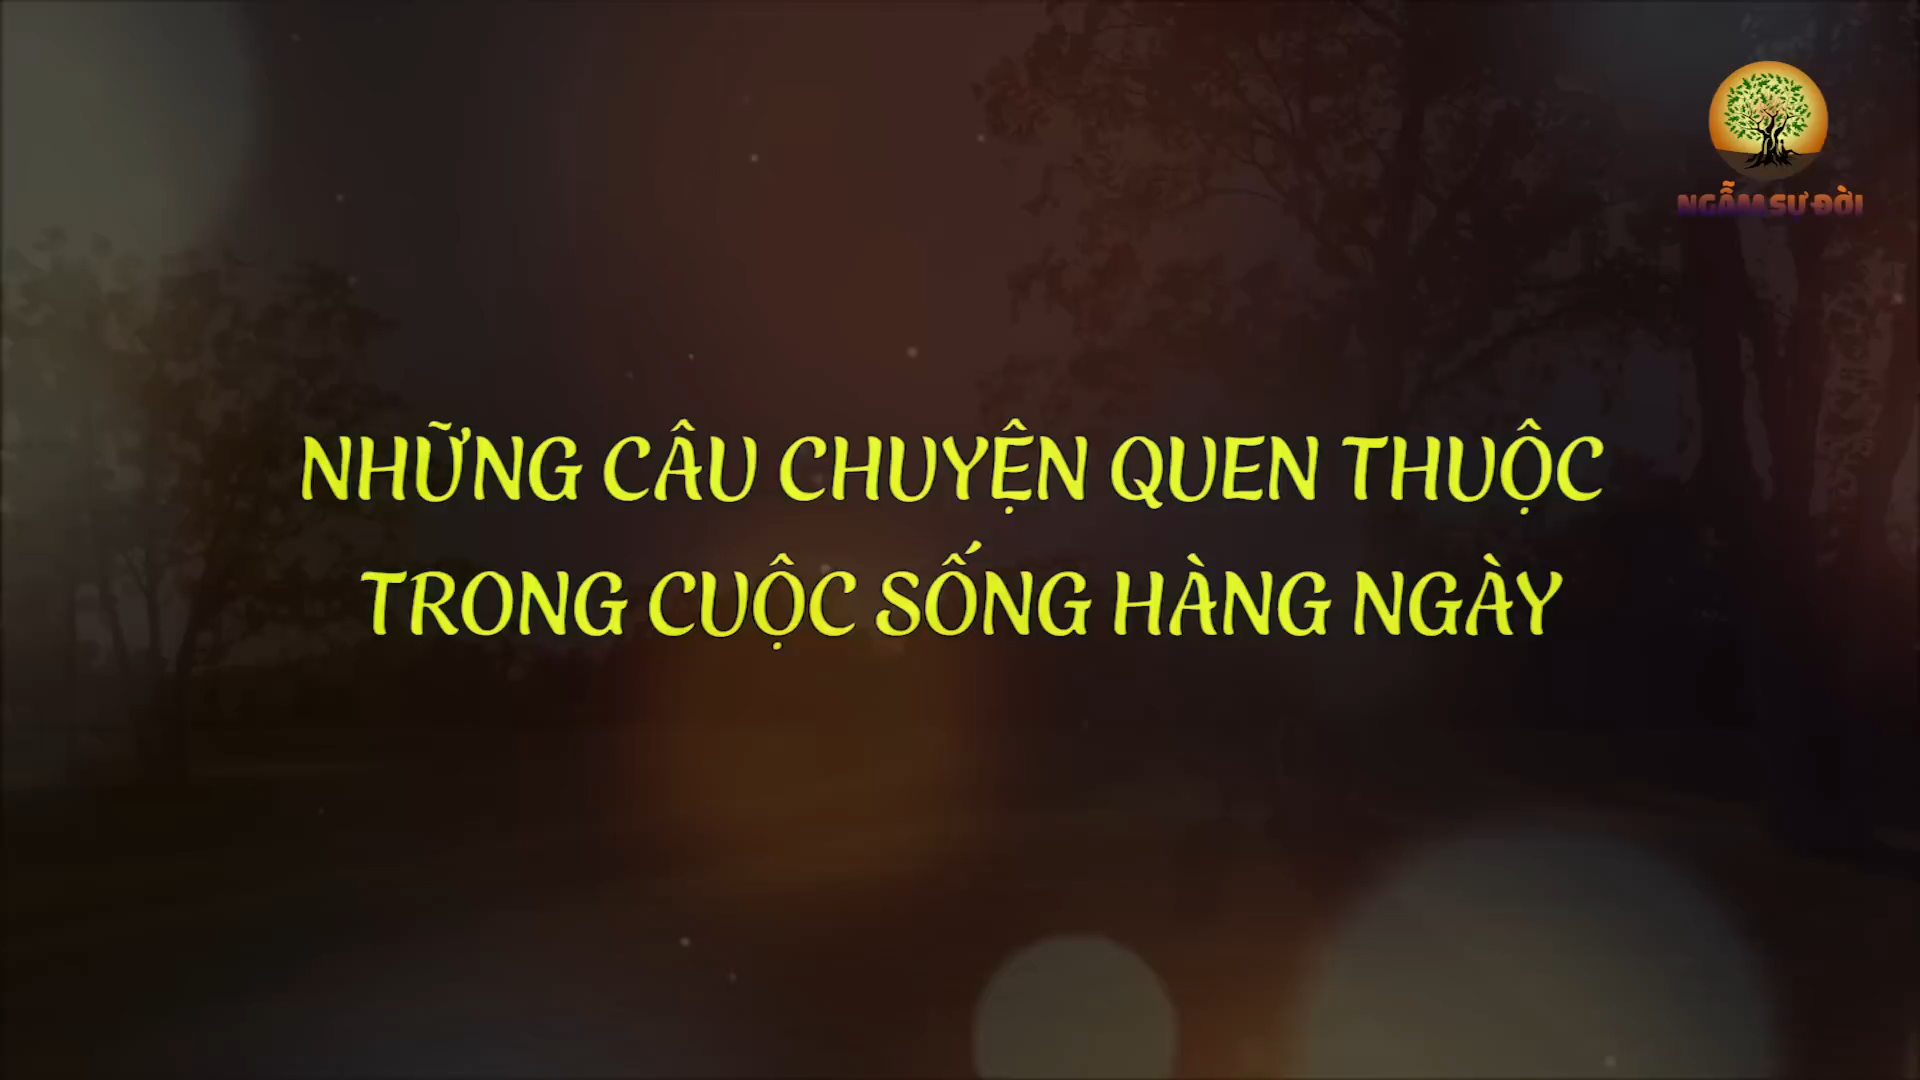 NGẪM SỰ ĐỜI
NHỮNG CÂU CHUYỆN QUEN THUỘC
TRONG CUỘC SỐNG HÀNG NGÀY